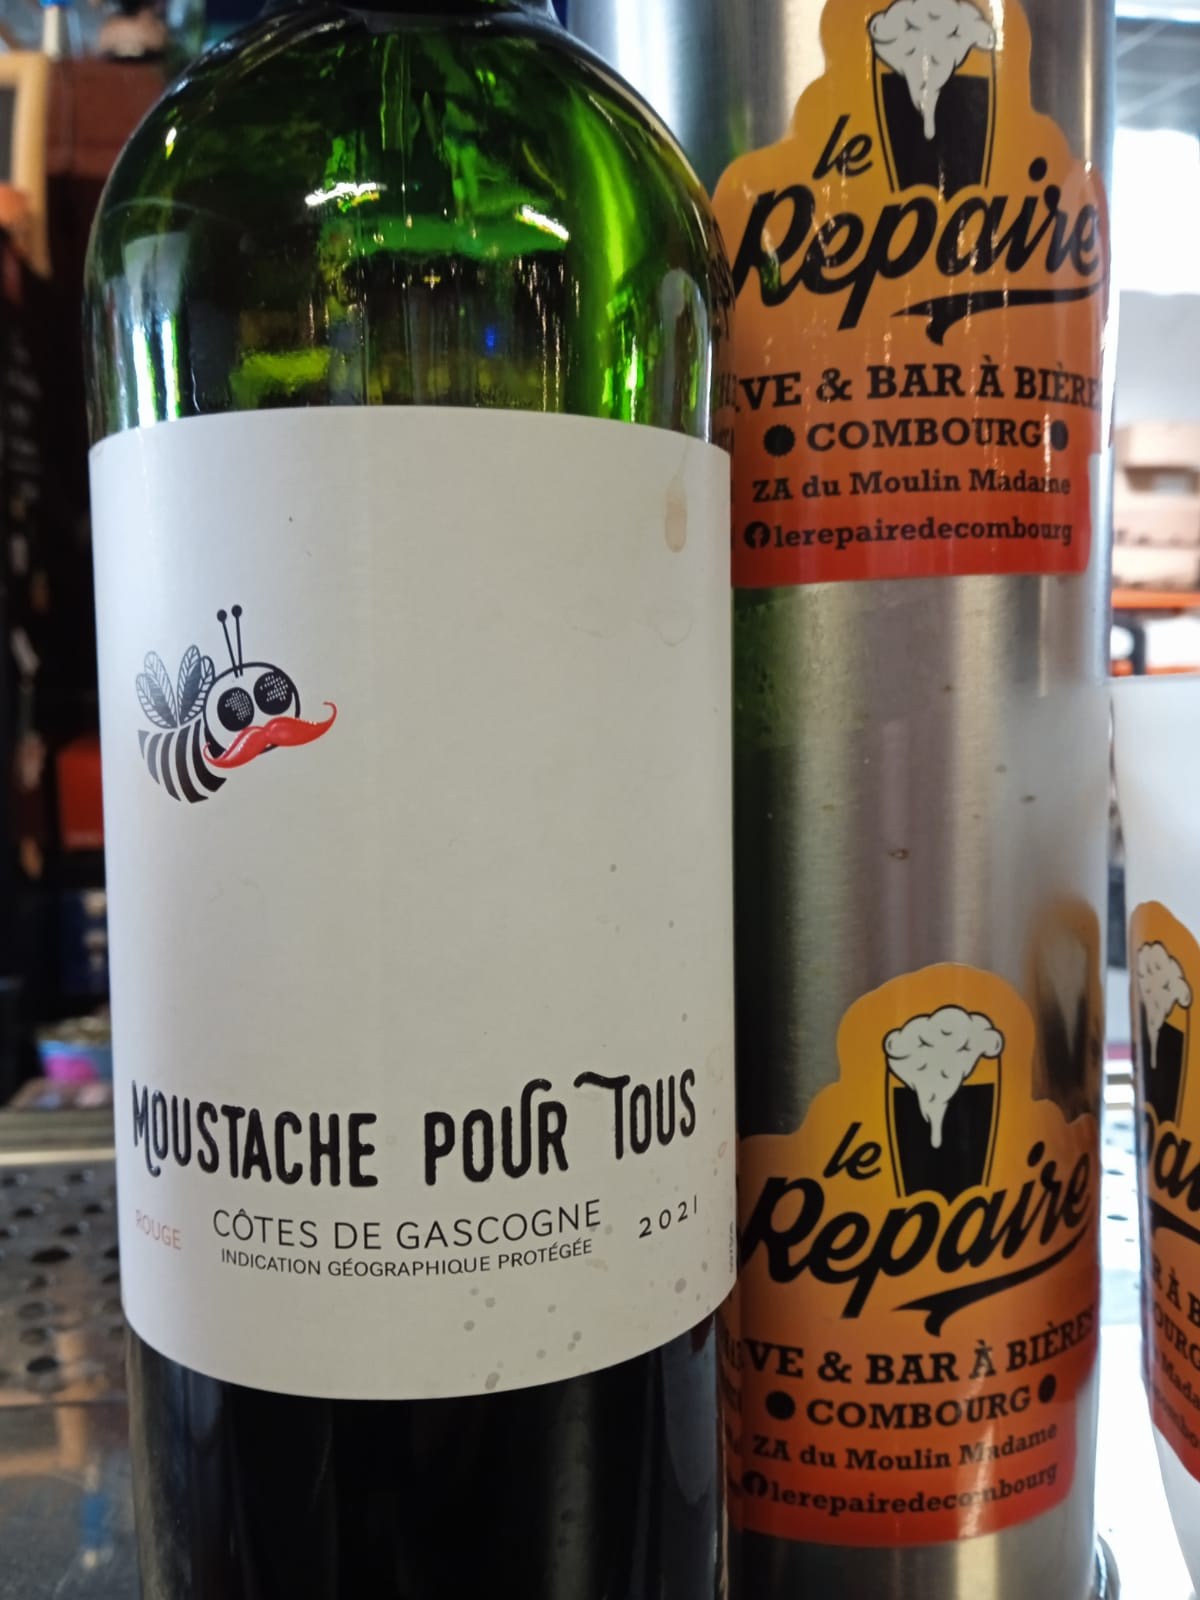 MOUSTACHE POUR TOUS
ROUGE
CÔTES DE GASCOGNE
2021
INDICATION GÉOGRAPHIQUE PROTÉGÉE
le
Repaire
VE & BAR À BIÈRES
COMBOURG
ZA du Moulin Madame
lerepairedecombourg
le
Repaire
VE & BAR À BIÈRES
COMBOURG
ZA du Moulin Madame
lerepairedecombourg